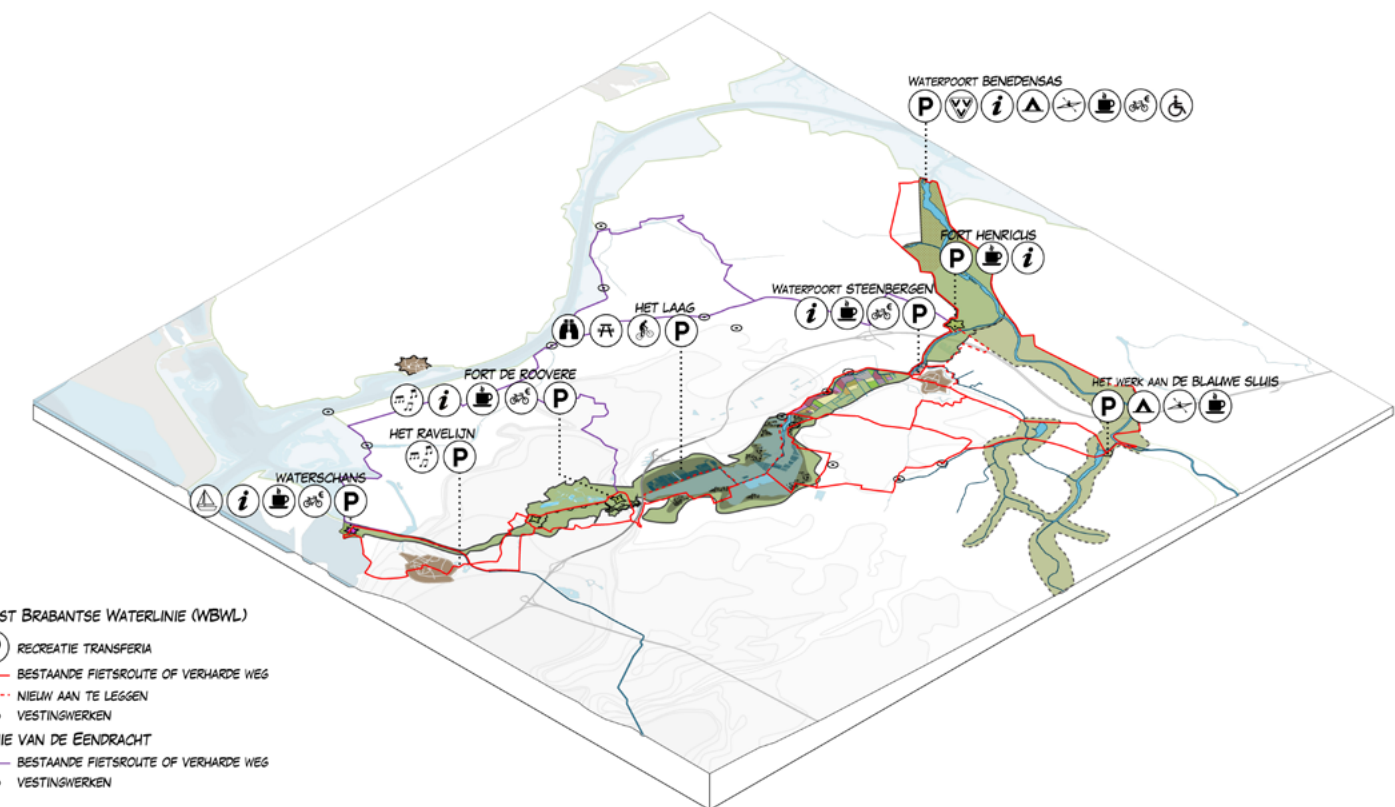 Waterpoort Benedensas
P i
Fort Henricus
P i
Waterpoort Steenbergen
i P
Het Laag
P
Het Werk aan de Blauwe Sluis
P
Fort de Roovere
i P
Het Ravelijn
P
Waterschans
i P
st Brabantse Waterlinie (WBWL)
Recreatie transferia
Bestaande fietsroute of verharde weg
Nieuw aan te leggen
Vestingwerken
ie van de Eendracht
Bestaande fietsroute of verharde weg
Vestingwerken